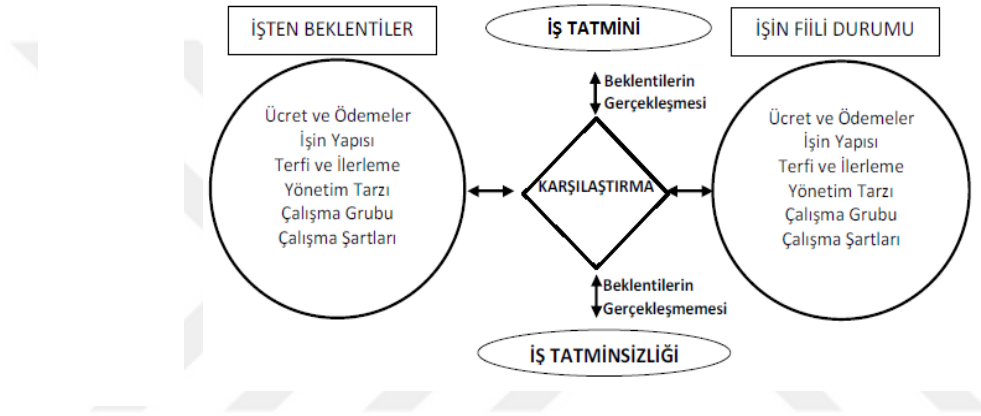 İŞTEN BEKLENTİLER
Ücret ve Ödemeler
İşin Yapısı
Terfi ve İlerleme
Yönetim Tarzı
Çalışma Grubu
Çalışma Şartları
İŞ TATMİNİ
Beklentilerin
Gerçekleşmesi
KARŞILAŞTIRMA
Beklentilerin
Gerçekleşmemesi
İŞ TATMİNSİZLİĞİ
İŞİN FİİLİ DURUMU
Ücret ve Ödemeler
İşin Yapısı
Terfi ve İlerleme
Yönetim Tarzı
Çalışma Grubu
Çalışma Şartları